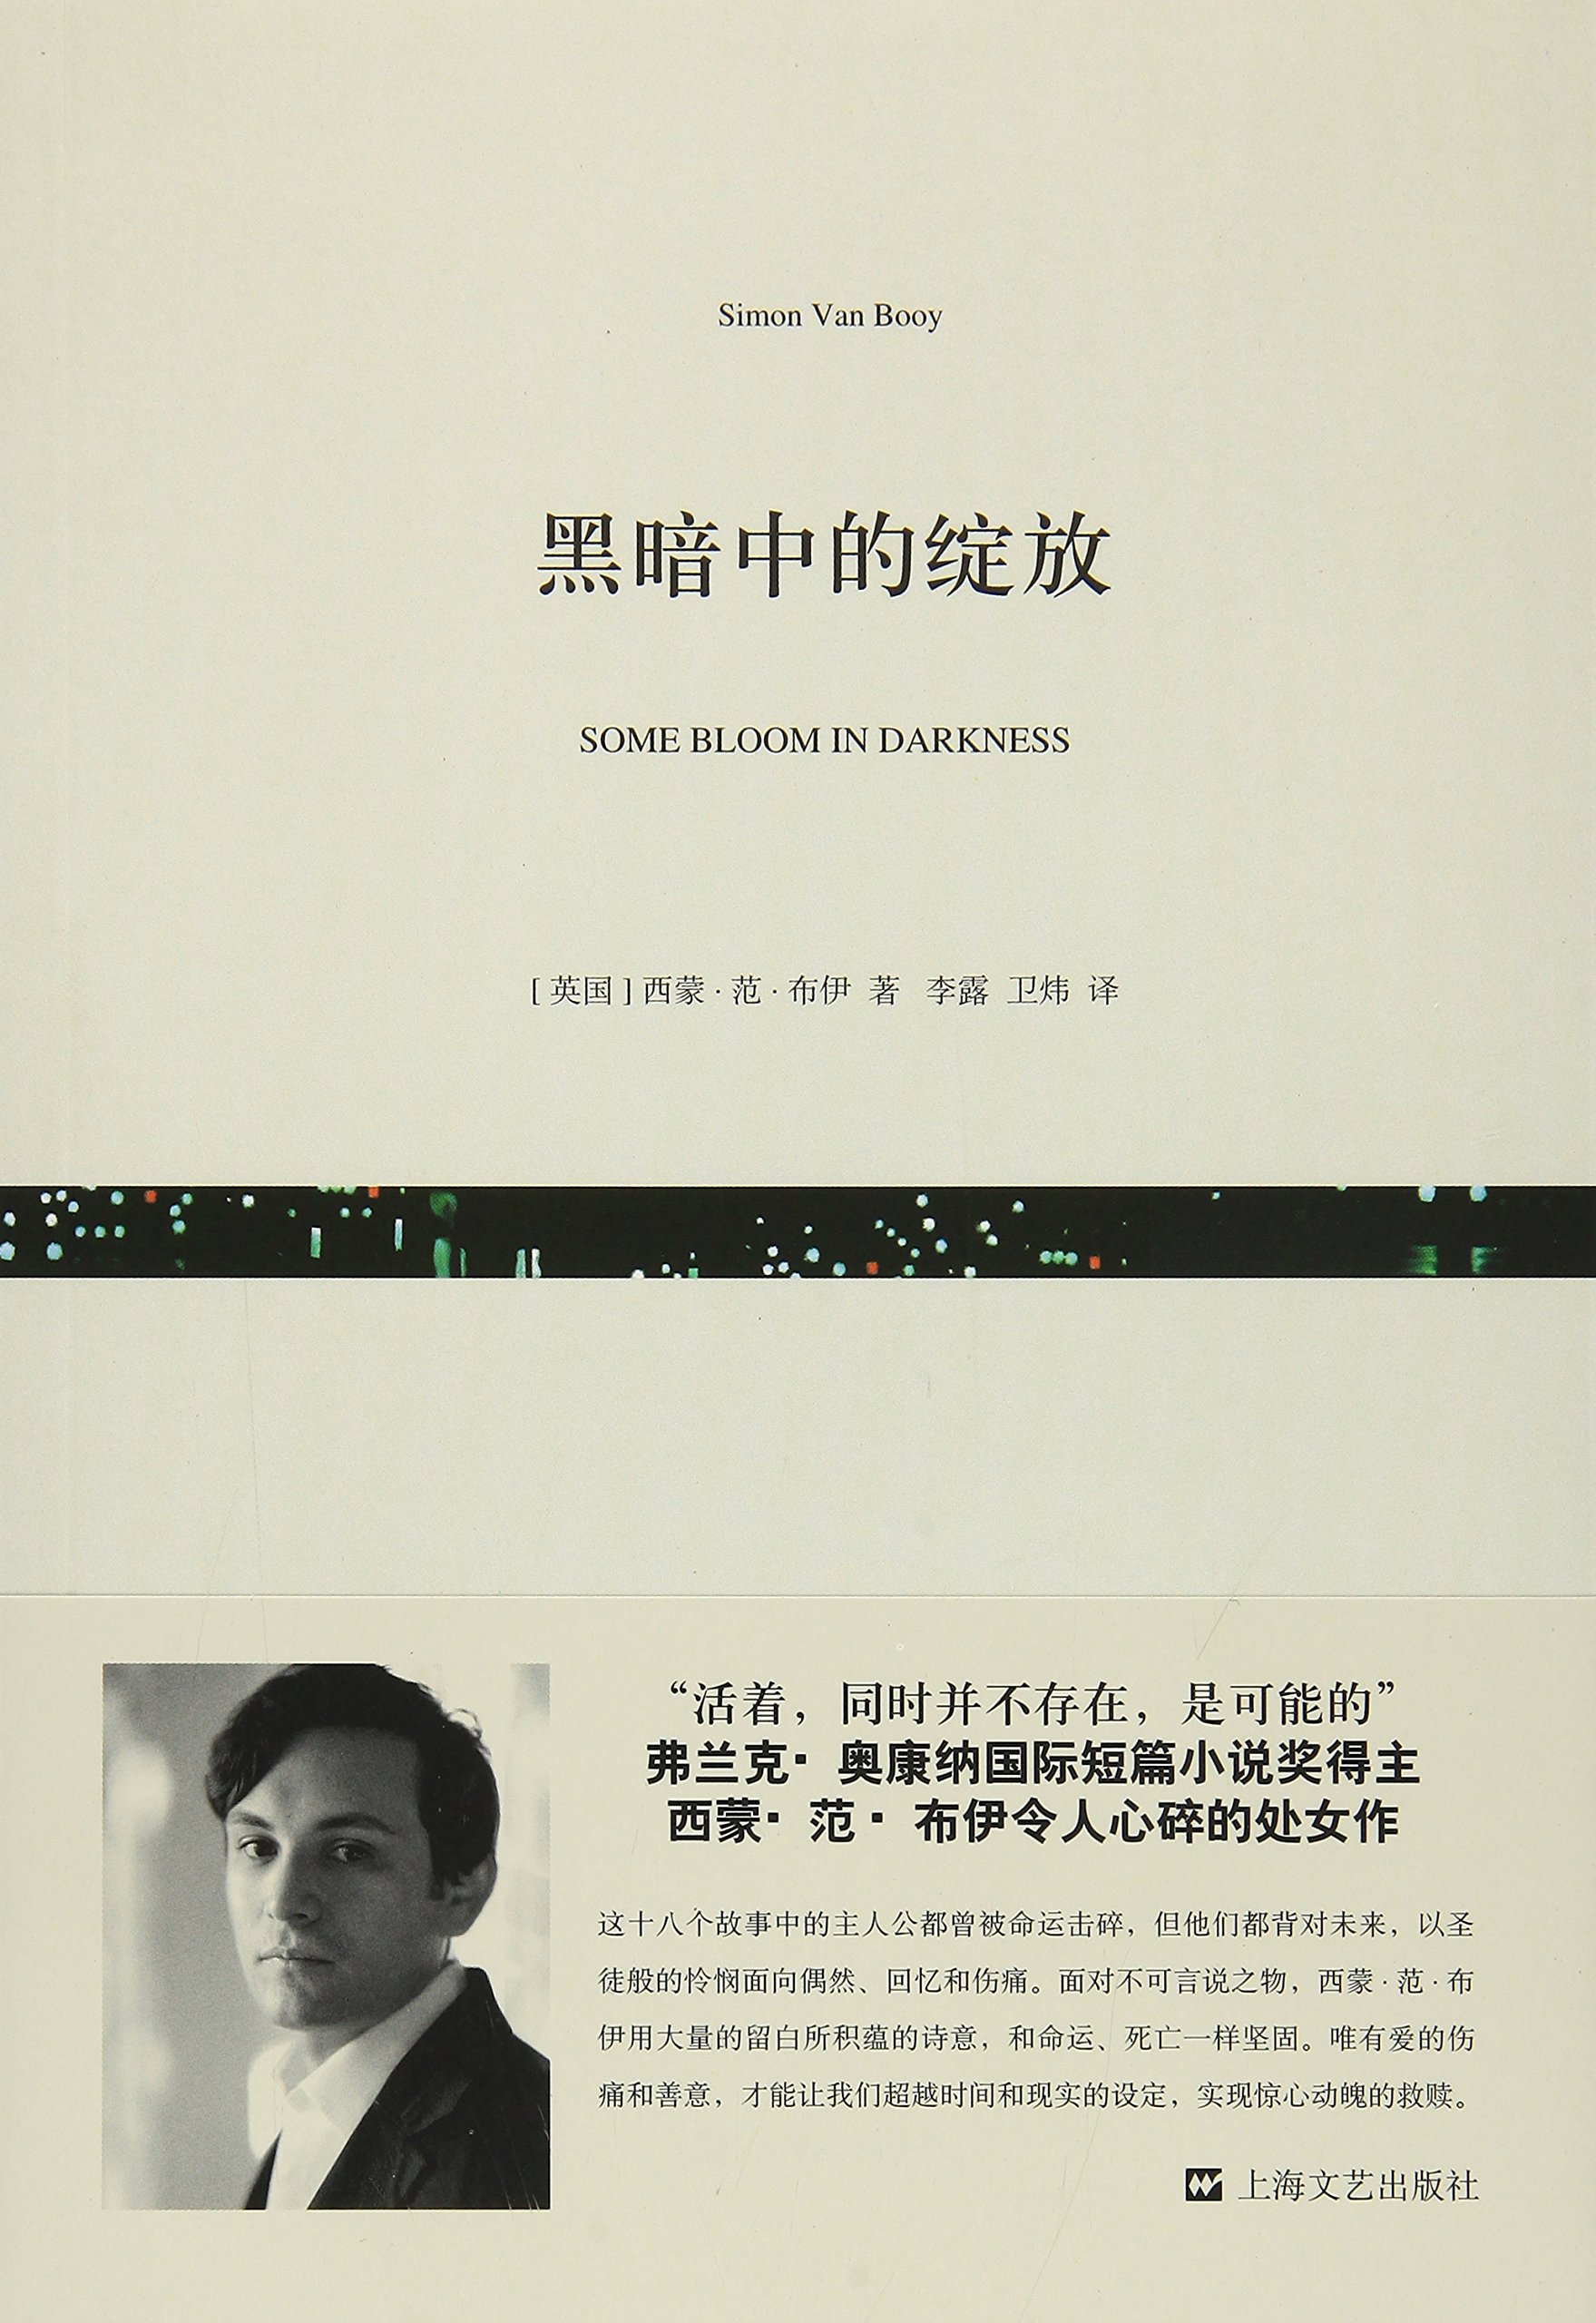 Simon Van Booy
黑暗中的绽放
SOME BLOOM IN DARKNESS
[ 英国 ] 西蒙 · 范 · 布伊 著 李露 卫炜 译
“活着，同时并不存在，是可能的”
弗兰克· 奥康纳国际短篇小说奖得主
西蒙· 范 · 布伊令人心碎的处女作
这十八个故事中的主人公都曾被命运击碎，但他们都背对未来，以圣
徒般的怜悯面向偶然、回忆和伤痛。面对不可言说之物，西蒙 · 范 · 布
伊用大量的留白所积蕴的诗意，和命运、死亡一样坚固。唯有爱的伤
痛和善意，才能让我们超越时间和现实的设定，实现惊心动魄的救赎。
上海文艺出版社